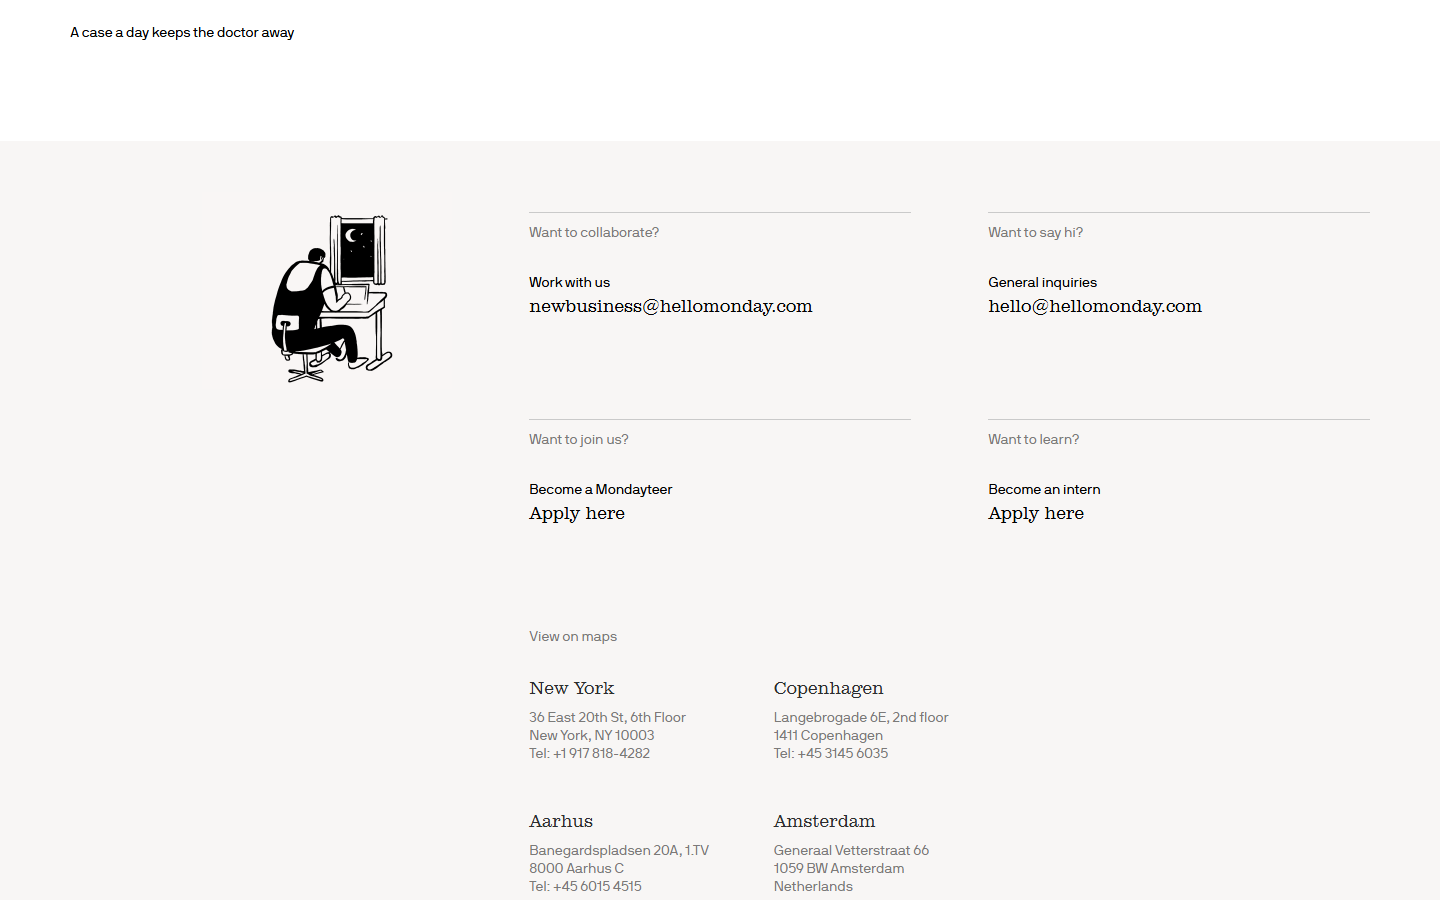 A case a day keeps the doctor away
Want to collaborate?
Work with us
newbusiness@hellomonday.com
Want to say hi?
General inquiries
hello@hellomonday.com
Want to join us?
Become a Mondayteer
Apply here
Want to learn?
Become an intern
Apply here
View on maps
New York
36 East 20th St, 6th Floor
New York, NY 10003
Tel: +1 917 818-4282
Copenhagen
Langebrogade 6E, 2nd floor
1411 Copenhagen
Tel: +45 3145 6035
Aarhus
Banegardspladsen 20A, 1.TV
8000 Aarhus C
Tel: +45 6015 4515
Amsterdam
Generaal Vetterstraat 66
1059 BW Amsterdam
Netherlands